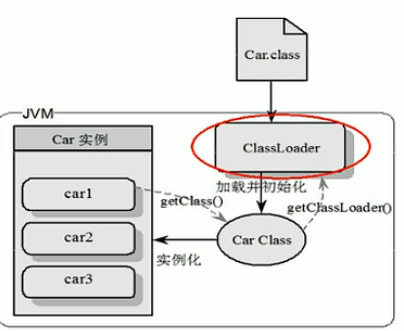 Car.class
JVM
Car 实例
ClassLoader
加载并初始化
car1
getClass()
getClassLoader()
car2
Car Class
实例化
car3